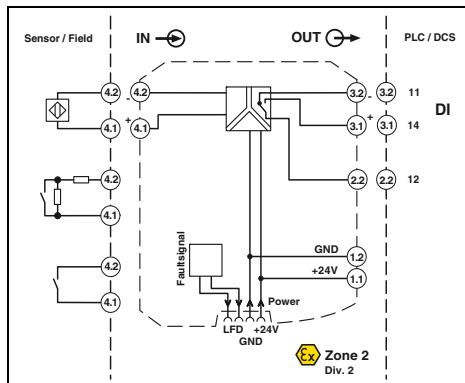 Sensor / Field
IN
OUT
PLC / DCS
4.2 - 4.2 3.2 - 3.2 11
DI
4.1 + 4.1 3.1 + 3.1 14
4.2 2.2 2.2 12
4.1
Faultsignal
GND 1.2
4.2
+24V 1.1
4.1
Power
LFD +24V
GND
Ex Zone 2
Div. 2